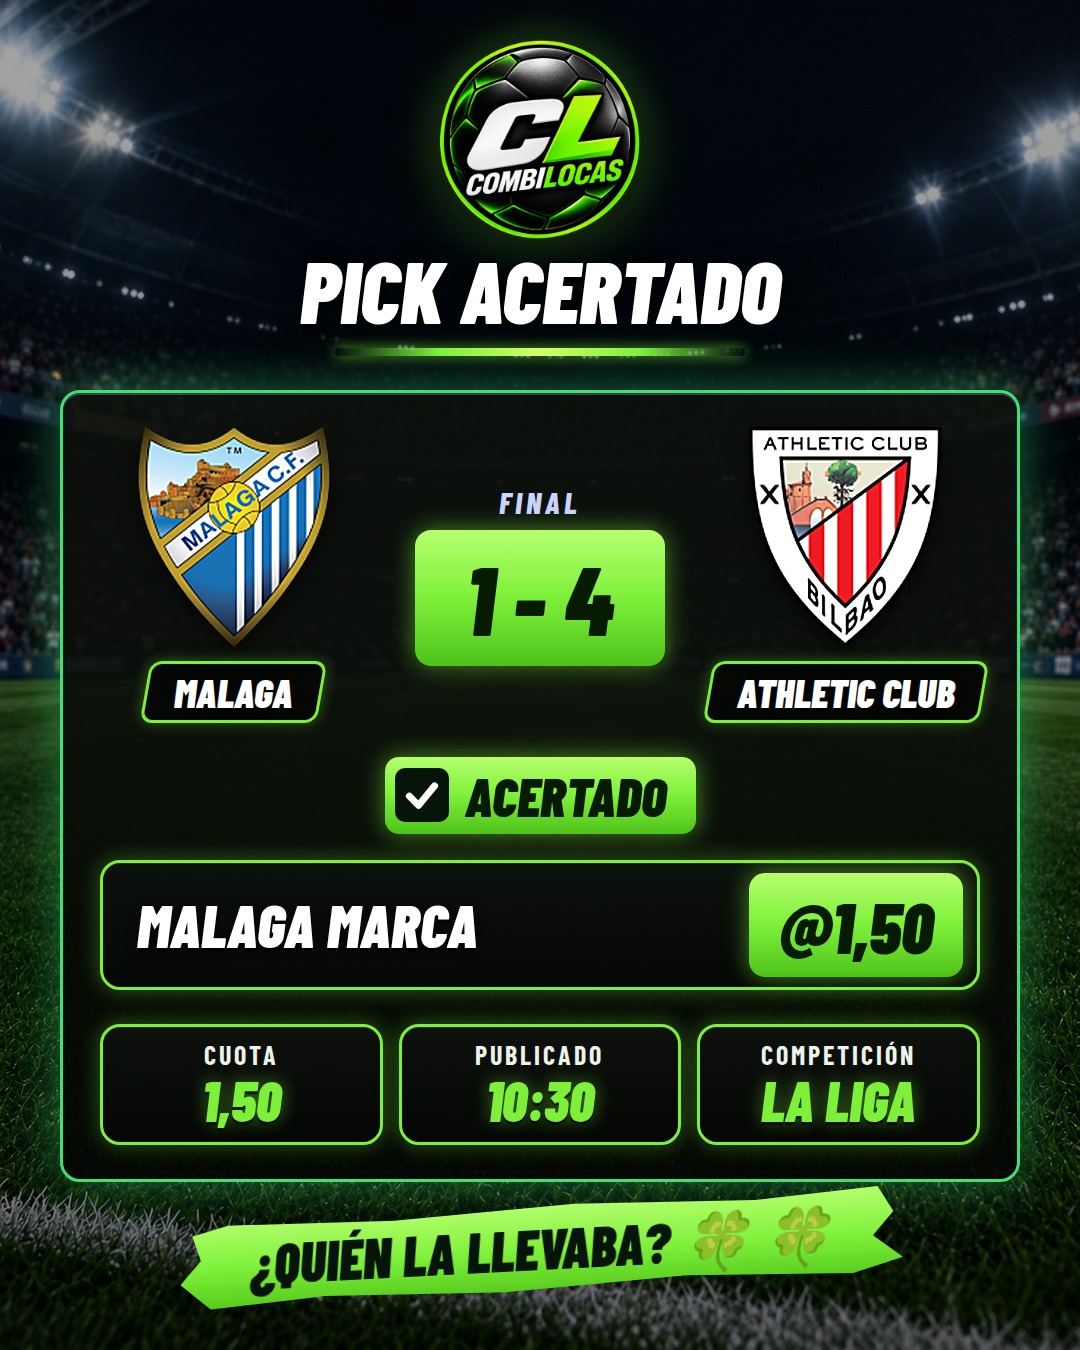 CL
COMBILOCAS
PICK ACERTADO
TM
MALAGA C.F.
ATHLETIC CLUB
X X
BILBAO
FINAL
1 - 4
MALAGA
ATHLETIC CLUB
ACERTADO
MALAGA MARCA
@1,50
CUOTA
1,50
PUBLICADO
10:30
COMPETICIÓN
LA LIGA
¿QUIÉN LA LLEVABA? 🍀 🍀